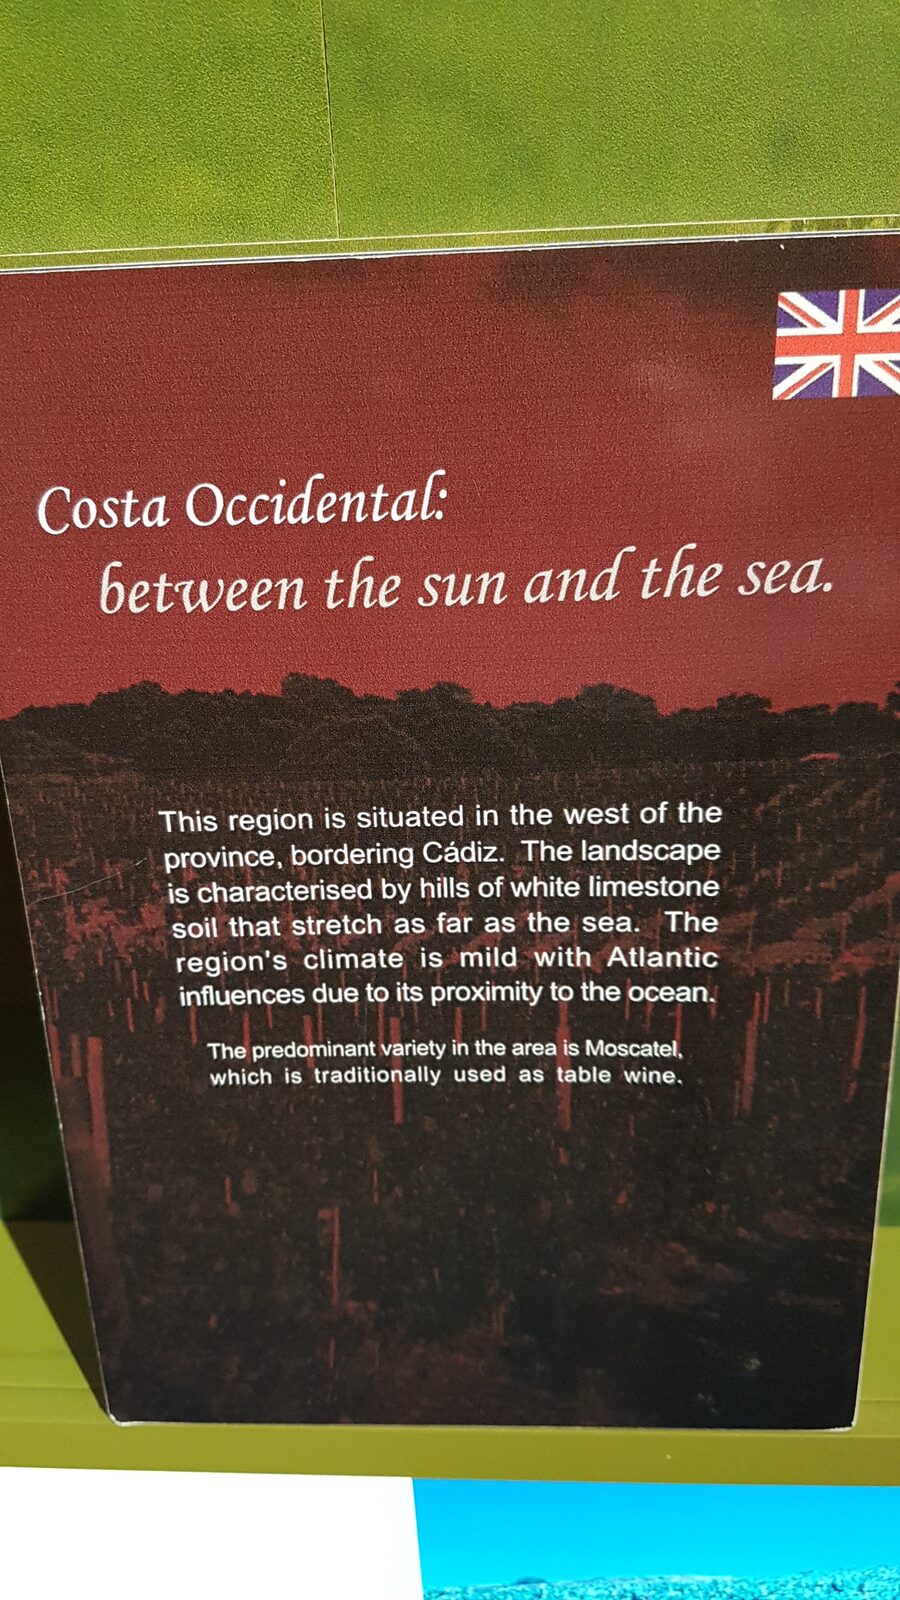 Costa Occidental:
between the sun and the sea.
This region is situated in the west of the
province, bordering Cádiz. The landscape
is characterised by hills of white limestone
soil that stretch as far as the sea. The
region's climate is mild with Atlantic
influences due to its proximity to the ocean.
The predominant variety in the area is Moscatel,
which is traditionally used as table wine.